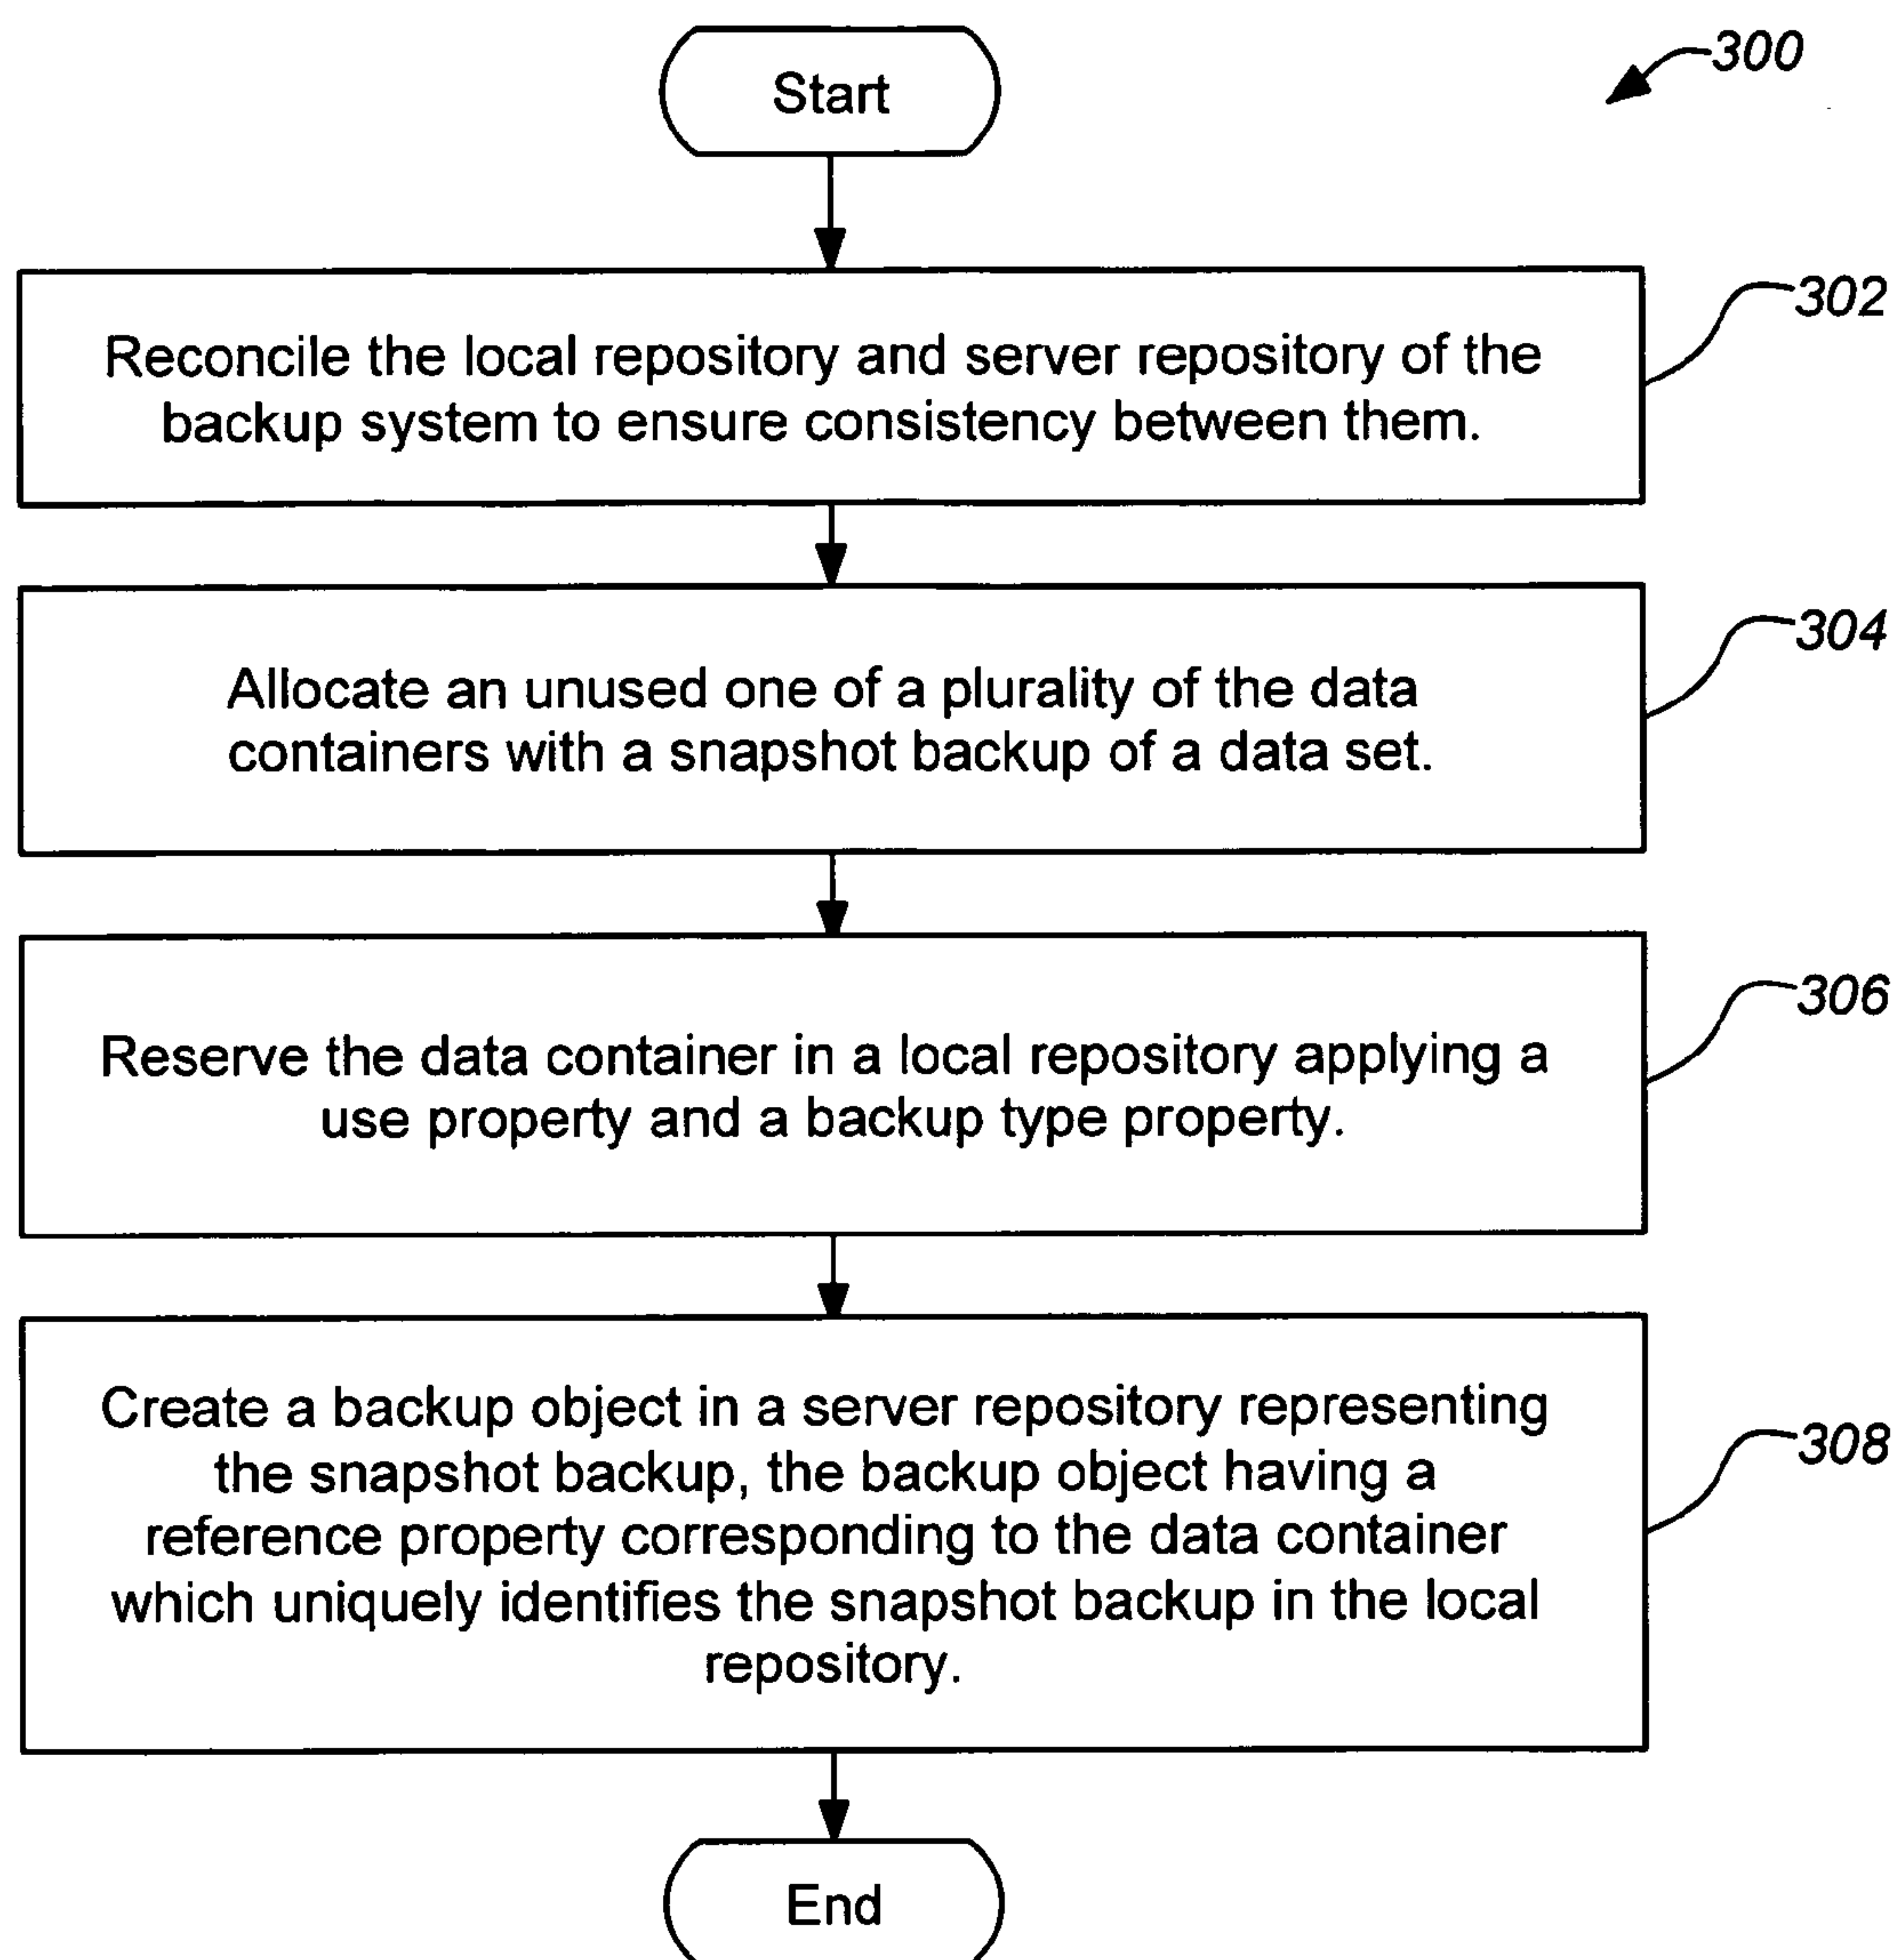 Start
300
Reconcile the local repository and server repository of the
backup system to ensure consistency between them.
302
Allocate an unused one of a plurality of the data
containers with a snapshot backup of a data set.
304
Reserve the data container in a local repository applying a
use property and a backup type property.
306
Create a backup object in a server repository representing
the snapshot backup, the backup object having a
reference property corresponding to the data container
which uniquely identifies the snapshot backup in the local
repository.
308
End